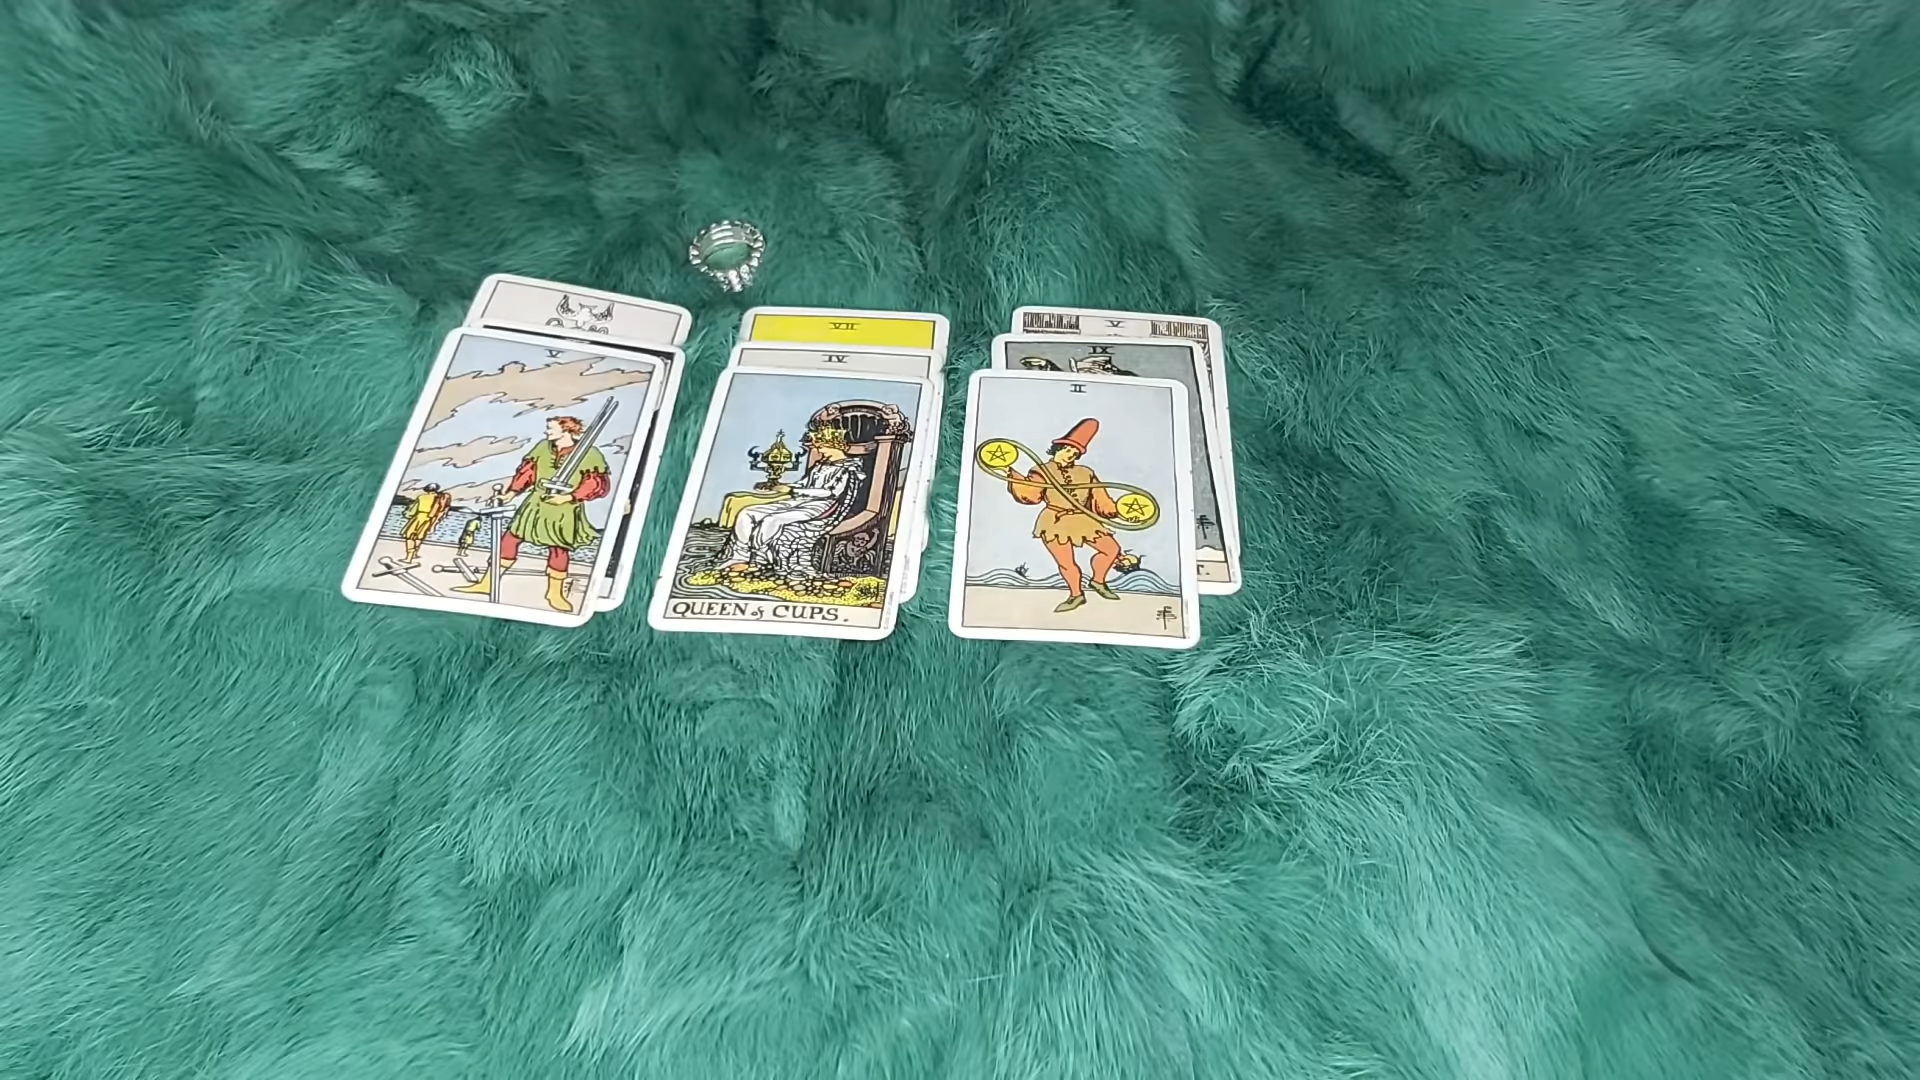 V
VII
IV
QUEEN of CUPS.
V
IX
II
T.